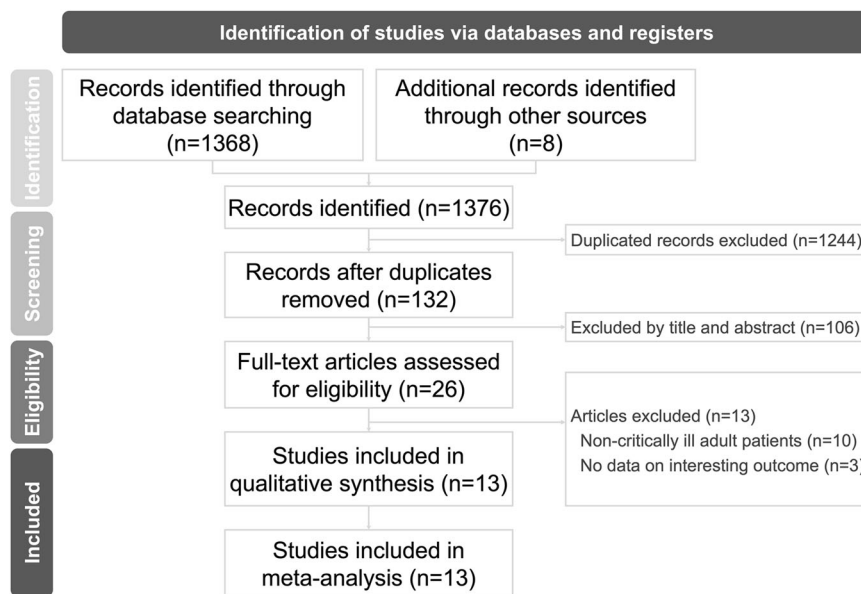 Identification of studies via databases and registers
Identification
Records identified through
database searching
(n=1368)
Additional records identified
through other sources
(n=8)
Records identified (n=1376)
Screening
Duplicated records excluded (n=1244)
Records after duplicates
removed (n=132)
Excluded by title and abstract (n=106)
Eligibility
Full-text articles assessed
for eligibility (n=26)
Articles excluded (n=13)
Non-critically ill adult patients (n=10)
No data on interesting outcome (n=3)
Included
Studies included in
qualitative synthesis (n=13)
Studies included in
meta-analysis (n=13)